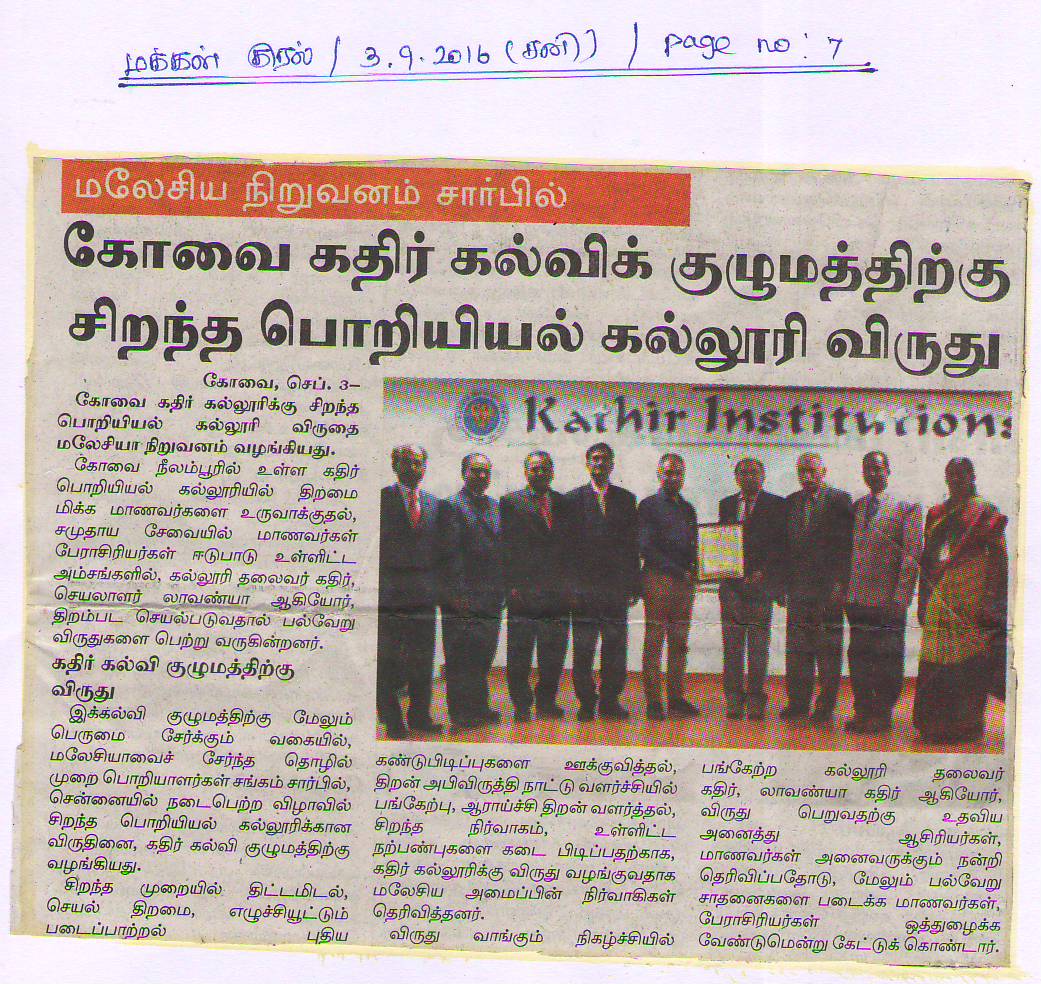 மக்கள் குரல் / 3.9.2016 (சனி) / page no: 7
மலேசிய நிறுவனம் சார்பில்
கோவை கதிர் கல்விக் குழுமத்திற்கு
சிறந்த பொறியியல் கல்லூரி விருது
கோவை, செப். 3–
கோவை கதிர் கல்லூரிக்கு சிறந்த
பொறியியல் கல்லூரி விருதை
மலேசியா நிறுவனம் வழங்கியது.
கோவை நீலம்பூரில் உள்ள கதிர்
பொறியியல் கல்லூரியில் திறமை
மிக்க மாணவர்களை உருவாக்குதல்,
சமுதாய சேவையில் மாணவர்கள்
பேராசிரியர்கள் ஈடுபாடு உள்ளிட்ட
அம்சங்களில், கல்லூரி தலைவர் கதிர்,
செயலாளர் லாவண்யா ஆகியோர்,
திறம்பட செயல்படுவதால் பல்வேறு
விருதுகளை பெற்று வருகின்றனர்.
கதிர் கல்வி குழுமத்திற்கு
விருது
இக்கல்வி குழுமத்திற்கு மேலும்
பெருமை சேர்க்கும் வகையில்,
மலேசியாவைச் சேர்ந்த தொழில்
முறை பொறியாளர்கள் சங்கம் சார்பில்,
சென்னையில் நடைபெற்ற விழாவில்
சிறந்த பொறியியல் கல்லூரிக்கான
விருதினை, கதிர் கல்வி குழுமத்திற்கு
வழங்கியது.
சிறந்த முறையில் திட்டமிடல்,
செயல் திறமை, எழுச்சியூட்டும்
படைப்பாற்றல் புதிய
Kathir Institutions
கண்டுபிடிப்புகளை ஊக்குவித்தல்,
திறன் அபிவிருத்தி நாட்டு வளர்ச்சியில்
பங்கேற்பு, ஆராய்ச்சி திறன் வளர்த்தல்,
சிறந்த நிர்வாகம், உள்ளிட்ட
நற்பண்புகளை கடை பிடிப்பதற்காக,
கதிர் கல்லூரிக்கு விருது வழங்குவதாக
மலேசிய அமைப்பின் நிர்வாகிகள்
தெரிவித்தனர்.
விருது வாங்கும் நிகழ்ச்சியில்
பங்கேற்ற கல்லூரி தலைவர்
கதிர், லாவண்யா கதிர் ஆகியோர்,
விருது பெறுவதற்கு உதவிய
அனைத்து ஆசிரியர்கள்,
மாணவர்கள் அனைவருக்கும் நன்றி
தெரிவிப்பதோடு, மேலும் பல்வேறு
சாதனைகளை படைக்க மாணவர்கள்,
பேராசிரியர்கள் ஒத்துழைக்க
வேண்டுமென்று கேட்டுக் கொண்டார்.